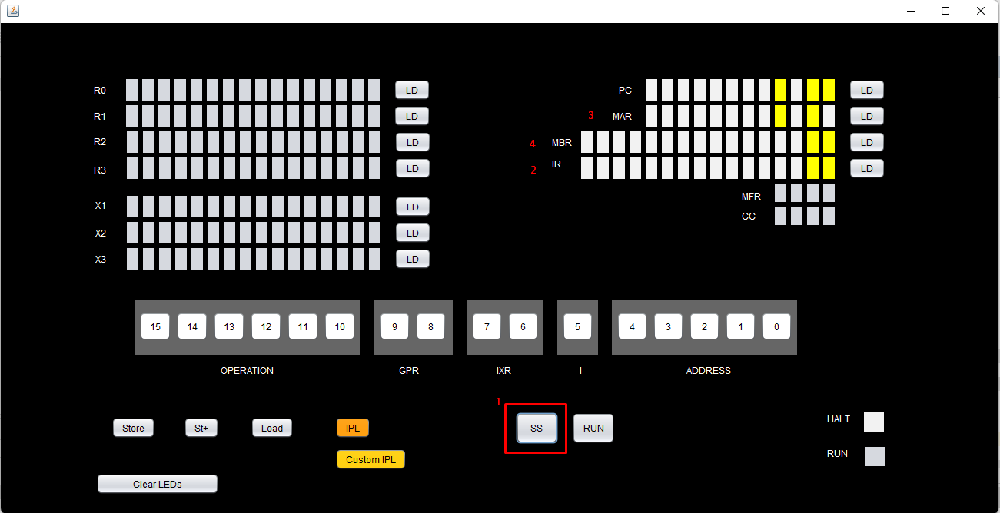 R0 LD PC LD
R1 LD 3 MAR LD
R2 LD 4 MBR LD
R3 LD 2 IR LD
MFR
X1 LD CC
X2 LD
X3 LD
15 14 13 12 11 10 9 8 7 6 5 4 3 2 1 0
OPERATION GPR IXR I ADDRESS
1
Store St+ Load IPL SS RUN HALT
Custom IPL RUN
Clear LEDs